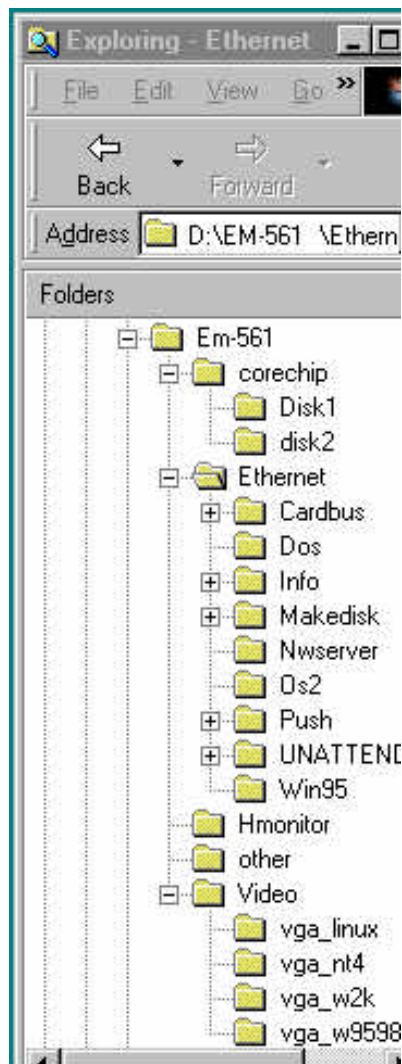 Exploring - Ethernet
File Edit View Go »
Back Forward
Address D:\EM-561 \Ethern
Folders
Em-561
corechip
Disk1
disk2
Ethernet
Cardbus
Dos
Info
Makedisk
Nwserver
Os2
Push
UNATTEND
Win95
Hmonitor
other
Video
vga_linux
vga_nt4
vga_w2k
vga_w9598